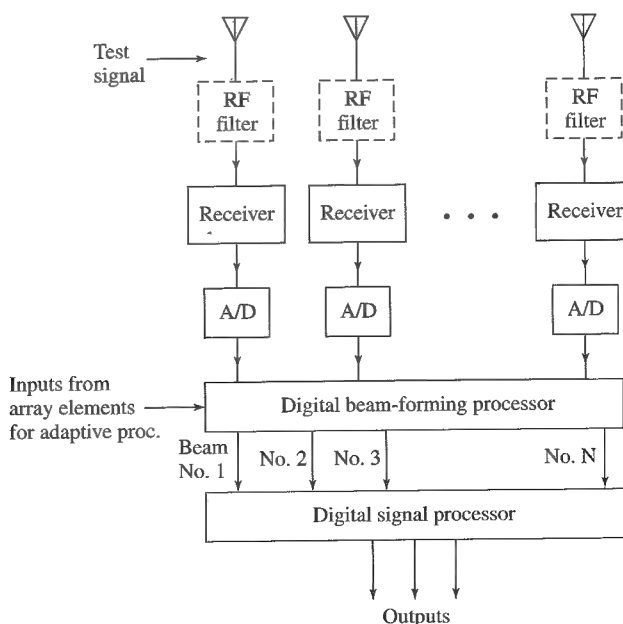 Test
signal
RF
filter
RF
filter
RF
filter
Receiver
Receiver
. . .
Receiver
A/D
A/D
A/D
Inputs from
array elements
for adaptive proc.
Digital beam-forming processor
Beam
No. 1
No. 2
No. 3
No. N
Digital signal processor
Outputs